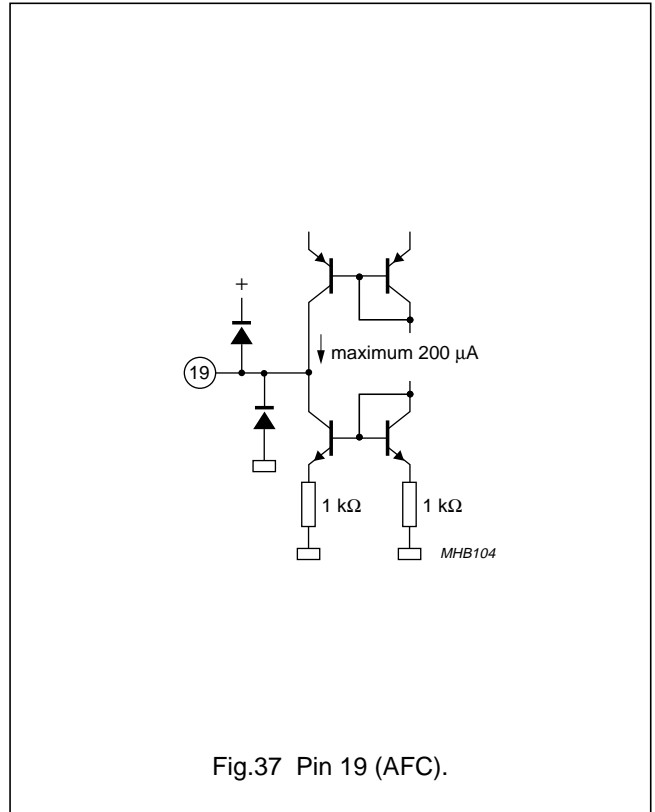 +
19
maximum 200 μA
1 kΩ
1 kΩ
MHB104
Fig.37 Pin 19 (AFC).